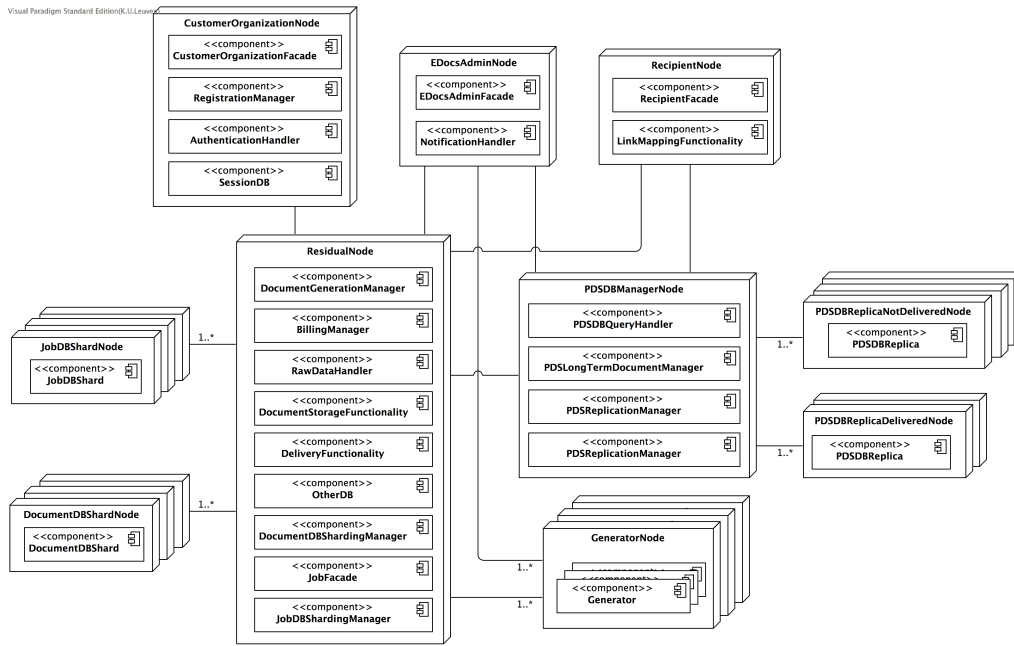 Visual Paradigm Standard Edition(K.U.Leuven)
CustomerOrganizationNode
<<component>>
CustomerOrganizationFacade
<<component>>
RegistrationManager
<<component>>
AuthenticationHandler
<<component>>
SessionDB
EDocsAdminNode
<<component>>
EDocsAdminFacade
<<component>>
NotificationHandler
RecipientNode
<<component>>
RecipientFacade
<<component>>
LinkMappingFunctionality
ResidualNode
<<component>>
DocumentGenerationManager
<<component>>
BillingManager
<<component>>
RawDataHandler
<<component>>
DocumentStorageFunctionality
<<component>>
DeliveryFunctionality
<<component>>
OtherDB
<<component>>
DocumentDBShardingManager
<<component>>
JobFacade
<<component>>
JobDBShardingManager
JobDBShardNode
<<component>>
JobDBShard
1..*
DocumentDBShardNode
<<component>>
DocumentDBShard
1..*
PDSDBManagerNode
<<component>>
PDSDBQueryHandler
<<component>>
PDSLongTermDocumentManager
<<component>>
PDSReplicationManager
<<component>>
PDSReplicationManager
PDSDBReplicaNotDeliveredNode
<<component>>
PDSDBReplica
1..*
PDSDBReplicaDeliveredNode
<<component>>
PDSDBReplica
1..*
GeneratorNode
<<component>>
<<component>>
<<component>>
Generator
1..*
1..*